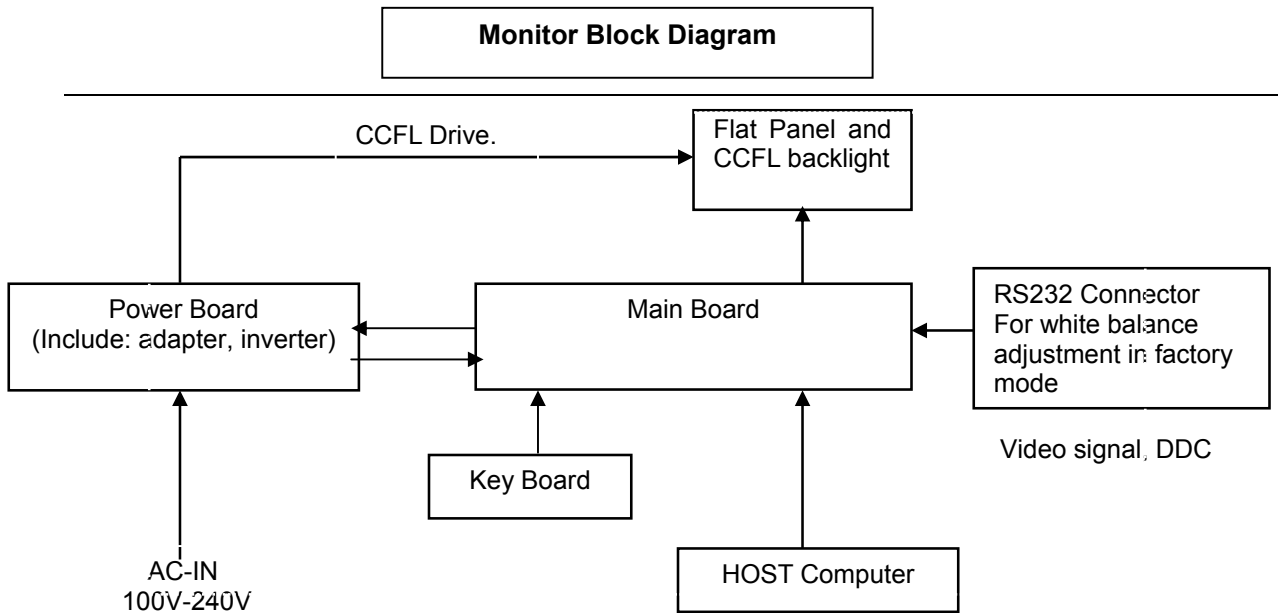 Monitor Block Diagram
CCFL Drive.
Flat Panel and
CCFL backlight
Power Board
(Include: adapter, inverter)
Main Board
RS232 Connector
For white balance
adjustment in factory
mode
Video signal, DDC
Key Board
HOST Computer
AC-IN
100V-240V